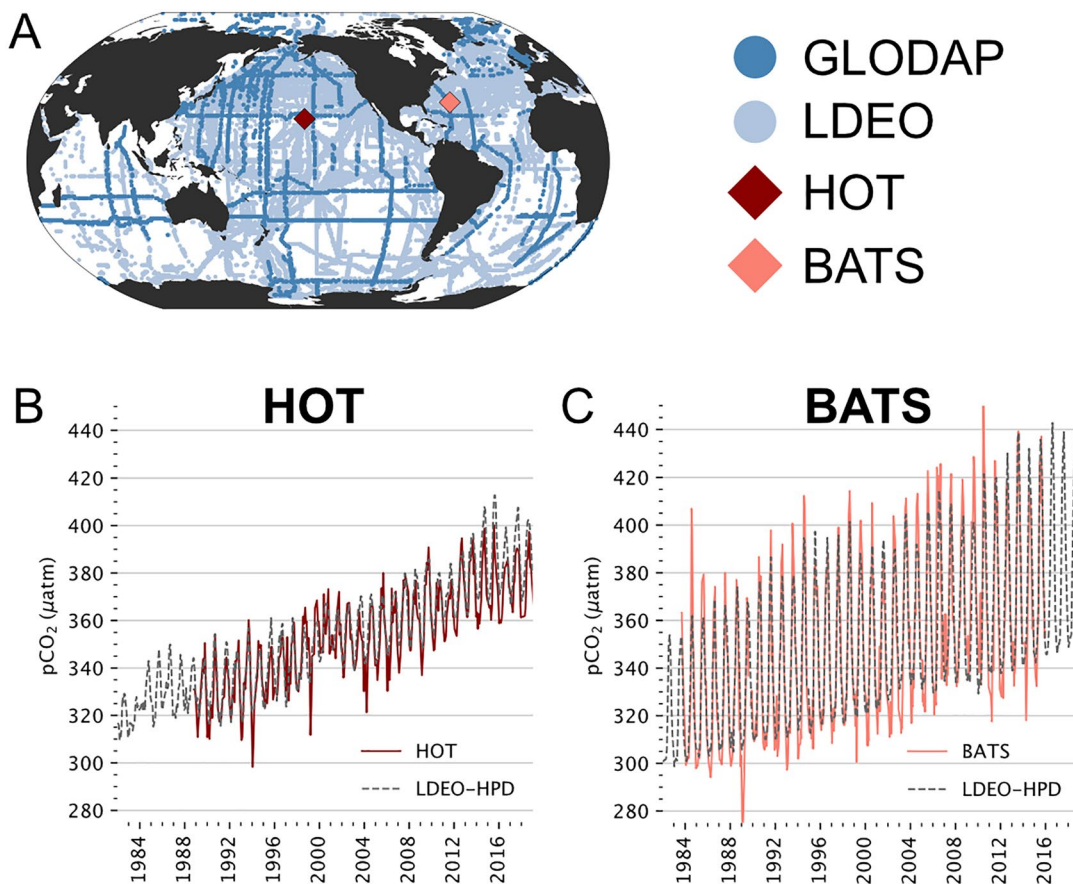 A
GLODAP
LDEO
HOT
BATS
B
HOT
pCO₂ (μatm)
440
420
400
380
360
340
320
300
280
HOT
LDEO-HPD
1984
1988
1992
1996
2000
2004
2008
2012
2016
C
BATS
pCO₂ (μatm)
440
420
400
380
360
340
320
300
280
BATS
LDEO-HPD
1984
1988
1992
1996
2000
2004
2008
2012
2016